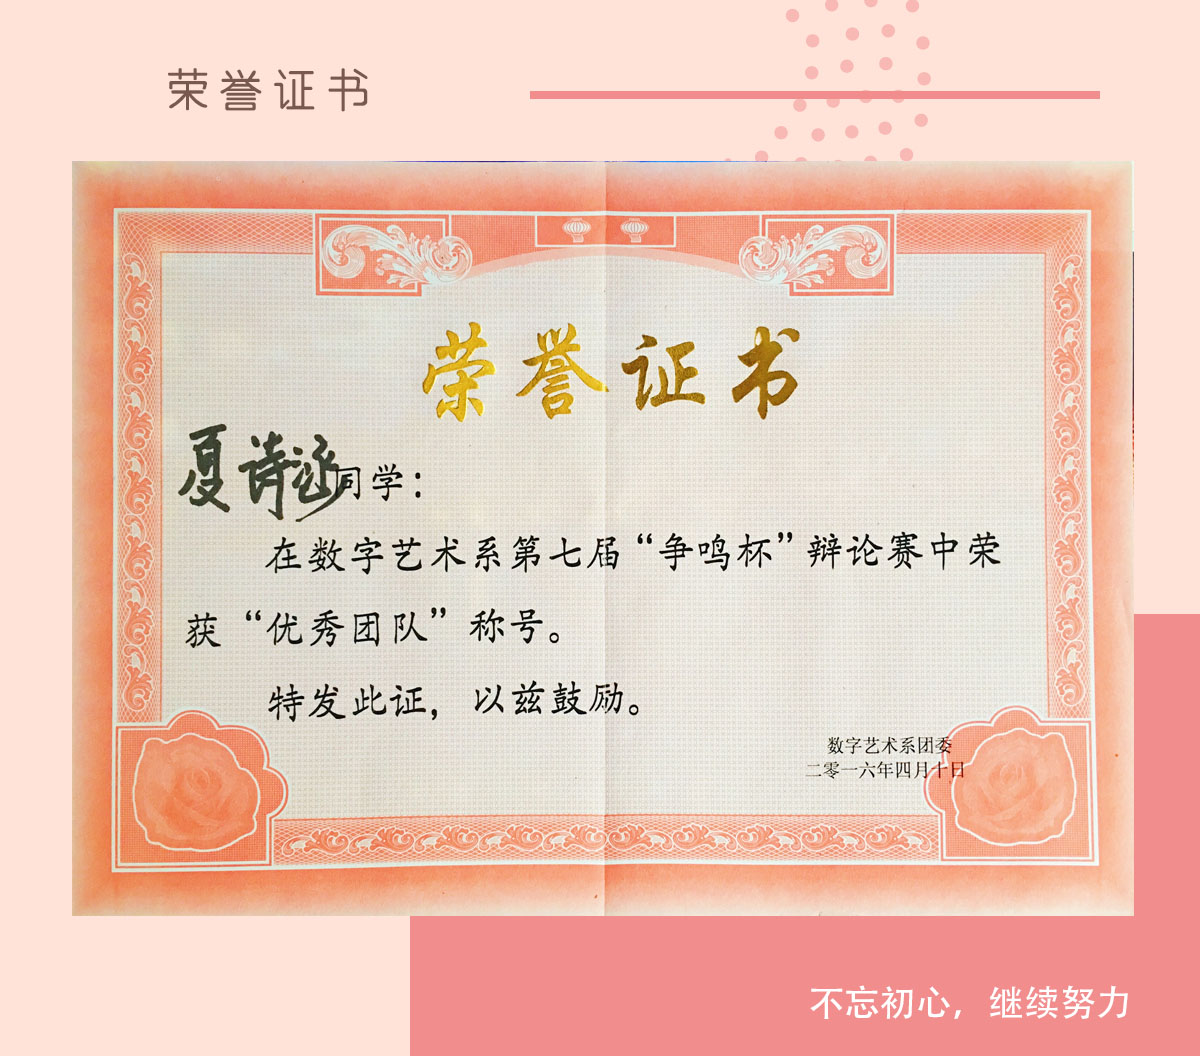 荣誉证书
荣誉证书
夏诗涵同学：
在数字艺术系第七届“争鸣杯”辩论赛中荣
获“优秀团队”称号。
特发此证，以兹鼓励。
数字艺术系团委
二零一六年四月十日
不忘初心，继续努力